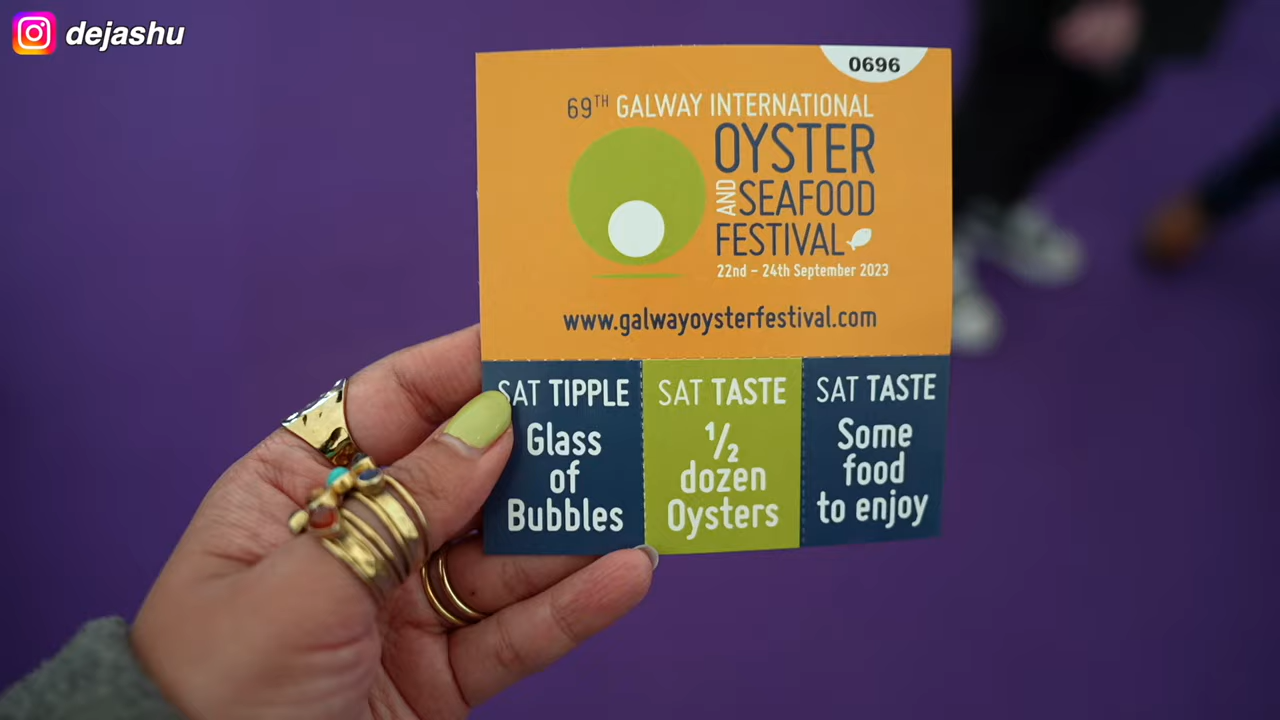 dejashu
0696
69TH GALWAY INTERNATIONAL
OYSTER
AND SEAFOOD
FESTIVAL
22nd – 24th September 2023
www.galwayoysterfestival.com
SAT TIPPLE
Glass
of
Bubbles
SAT TASTE
½
dozen
Oysters
SAT TASTE
Some
food
to enjoy